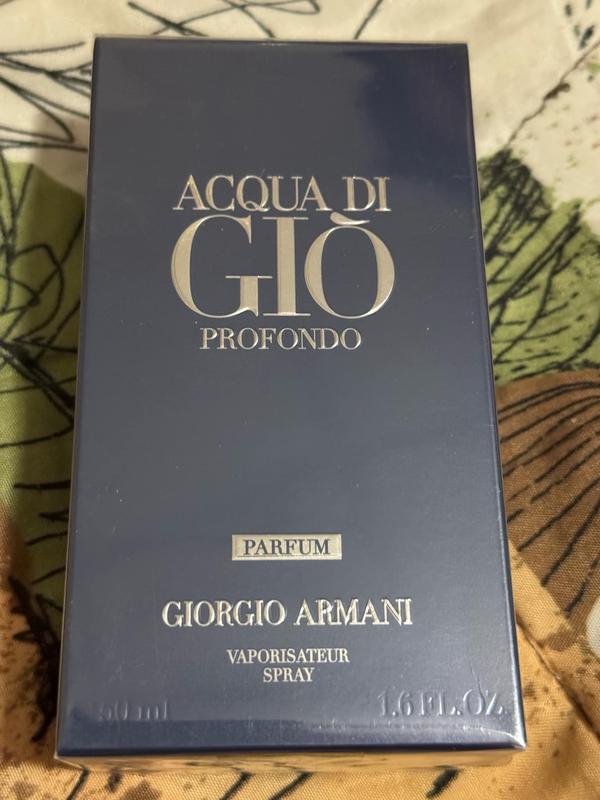 ACQUA DI
GIÒ
PROFONDO
PARFUM
GIORGIO ARMANI
VAPORISATEUR
SPRAY
50 ml 1.6 FL.OZ.